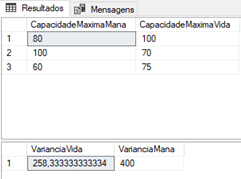 Resultados Mensagens
CapacidadeMaximaMana CapacidadeMaximaVida
1 80 100
2 100 70
3 60 75
VarianciaVida VarianciaMana
1 258,333333333334 400